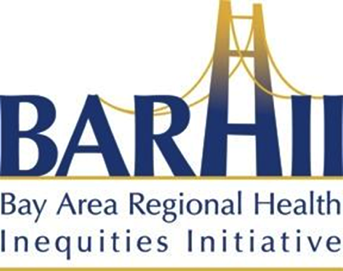 BARHII
Bay Area Regional Health
Inequities Initiative